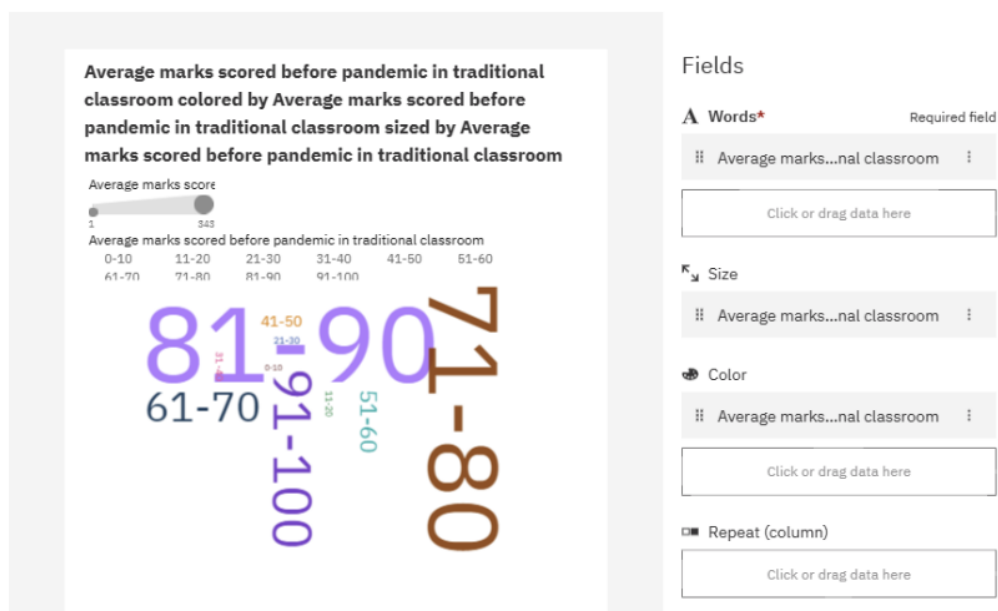 Average marks scored before pandemic in traditional
classroom colored by Average marks scored before
pandemic in traditional classroom sized by Average
marks scored before pandemic in traditional classroom
Average marks score
1 343
Average marks scored before pandemic in traditional classroom
0-10 11-20 21-30 31-40 41-50 51-60
61-70 71-80 81-90 91-100
81-90
41-50
21-30
31-4
0-10
61-70
91-100
11-20
51-60
71-80
Fields
Words* Required field
Average marks...nal classroom
Click or drag data here
Size
Average marks...nal classroom
Color
Average marks...nal classroom
Click or drag data here
Repeat (column)
Click or drag data here